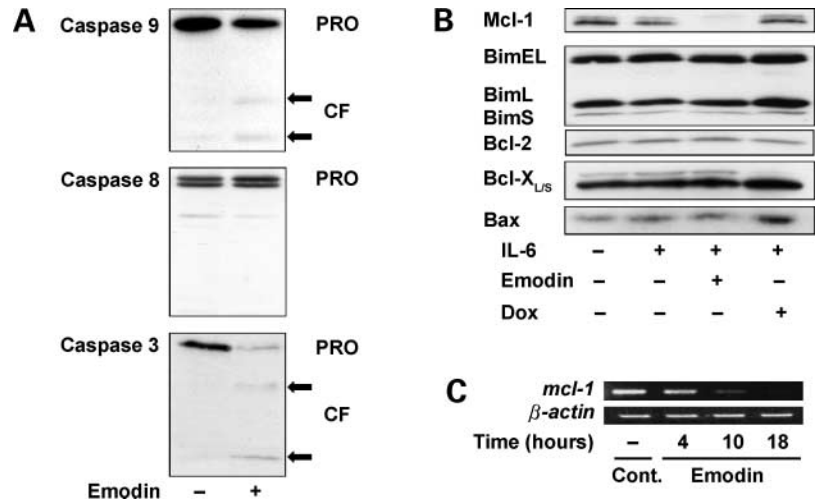 A
Caspase 9
PRO
CF
Caspase 8
PRO
Caspase 3
PRO
CF
Emodin – +
B
Mcl-1
BimEL
BimL
BimS
Bcl-2
Bcl-XL/S
Bax
IL-6 – + + +
Emodin – – + –
Dox – – – +
C
mcl-1
β-actin
Time (hours) – 4 10 18
Cont. Emodin